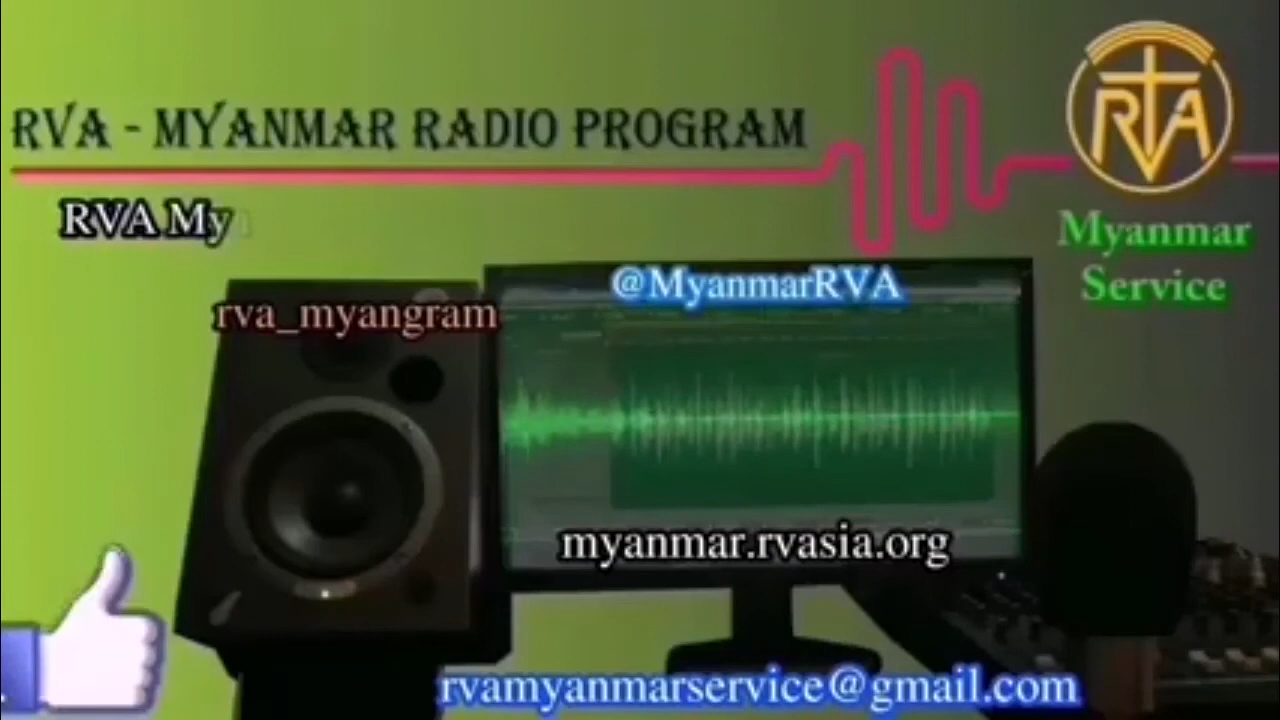 RVA - MYANMAR RADIO PROGRAM
RVA
Myanmar
Service
RVA My
@MyanmarRVA
rva_myangram
myanmar.rvasia.org
rvamyanmarservice@gmail.com